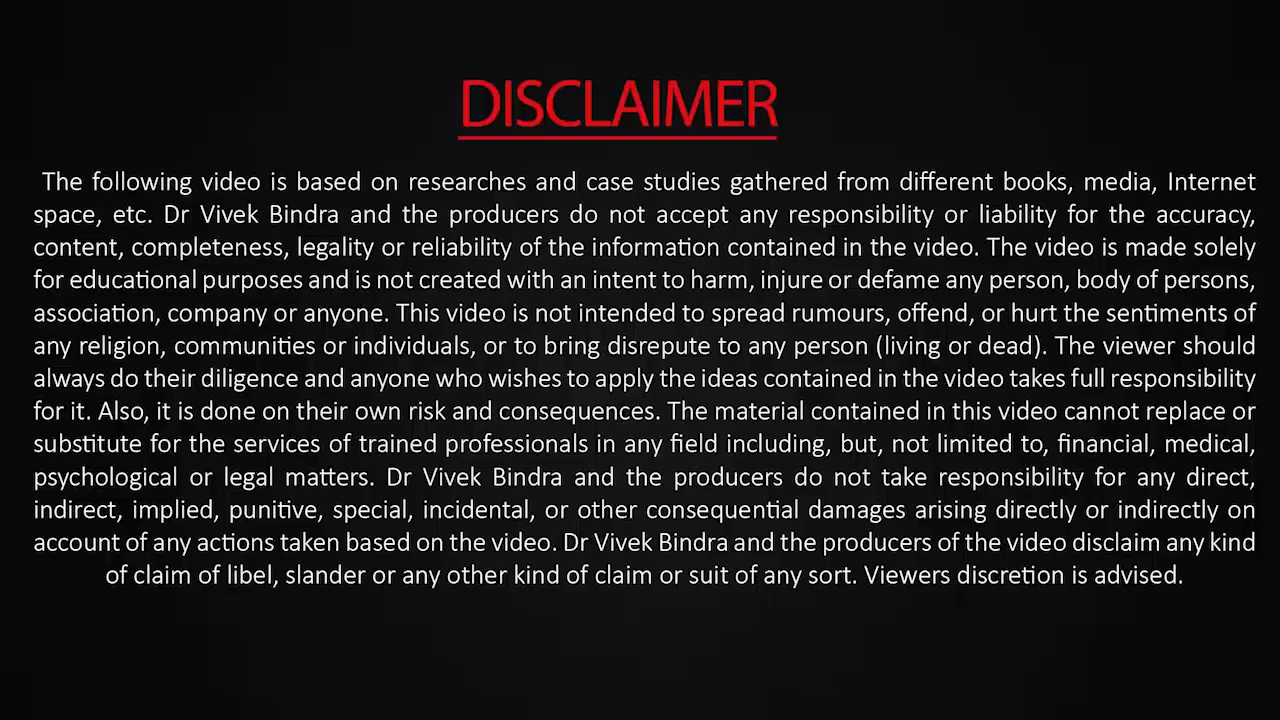 DISCLAIMER
The following video is based on researches and case studies gathered from different books, media, Internet
space, etc. Dr Vivek Bindra and the producers do not accept any responsibility or liability for the accuracy,
content, completeness, legality or reliability of the information contained in the video. The video is made solely
for educational purposes and is not created with an intent to harm, injure or defame any person, body of persons,
association, company or anyone. This video is not intended to spread rumours, offend, or hurt the sentiments of
any religion, communities or individuals, or to bring disrepute to any person (living or dead). The viewer should
always do their diligence and anyone who wishes to apply the ideas contained in the video takes full responsibility
for it. Also, it is done on their own risk and consequences. The material contained in this video cannot replace or
substitute for the services of trained professionals in any field including, but, not limited to, financial, medical,
psychological or legal matters. Dr Vivek Bindra and the producers do not take responsibility for any direct,
indirect, implied, punitive, special, incidental, or other consequential damages arising directly or indirectly on
account of any actions taken based on the video. Dr Vivek Bindra and the producers of the video disclaim any kind
of claim of libel, slander or any other kind of claim or suit of any sort. Viewers discretion is advised.